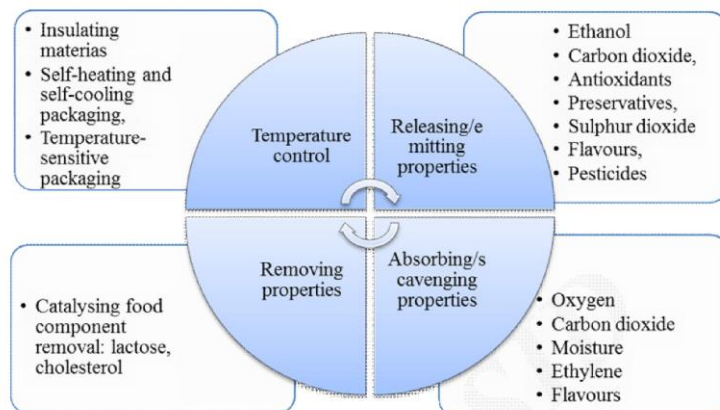 • Insulating
materias
• Self-heating and
self-cooling
packaging,
• Temperature-
sensitive
packaging
Temperature
control
Releasing/e
mitting
properties
• Ethanol
• Carbon dioxide,
• Antioxidants
• Preservatives,
• Sulphur dioxide
• Flavours,
• Pesticides
• Catalysing food
component
removal: lactose,
cholesterol
Removing
properties
Absorbing/s
cavenging
properties
• Oxygen
• Carbon dioxide
• Moisture
• Ethylene
• Flavours